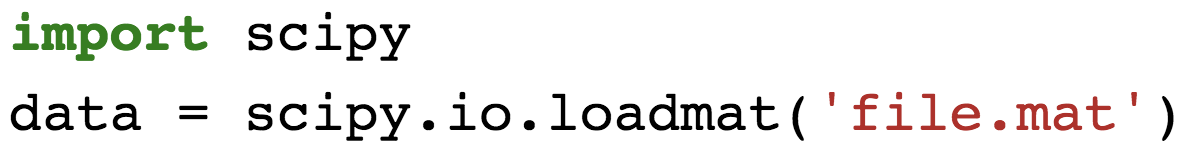 import scipy
data = scipy.io.loadmat('file.mat')